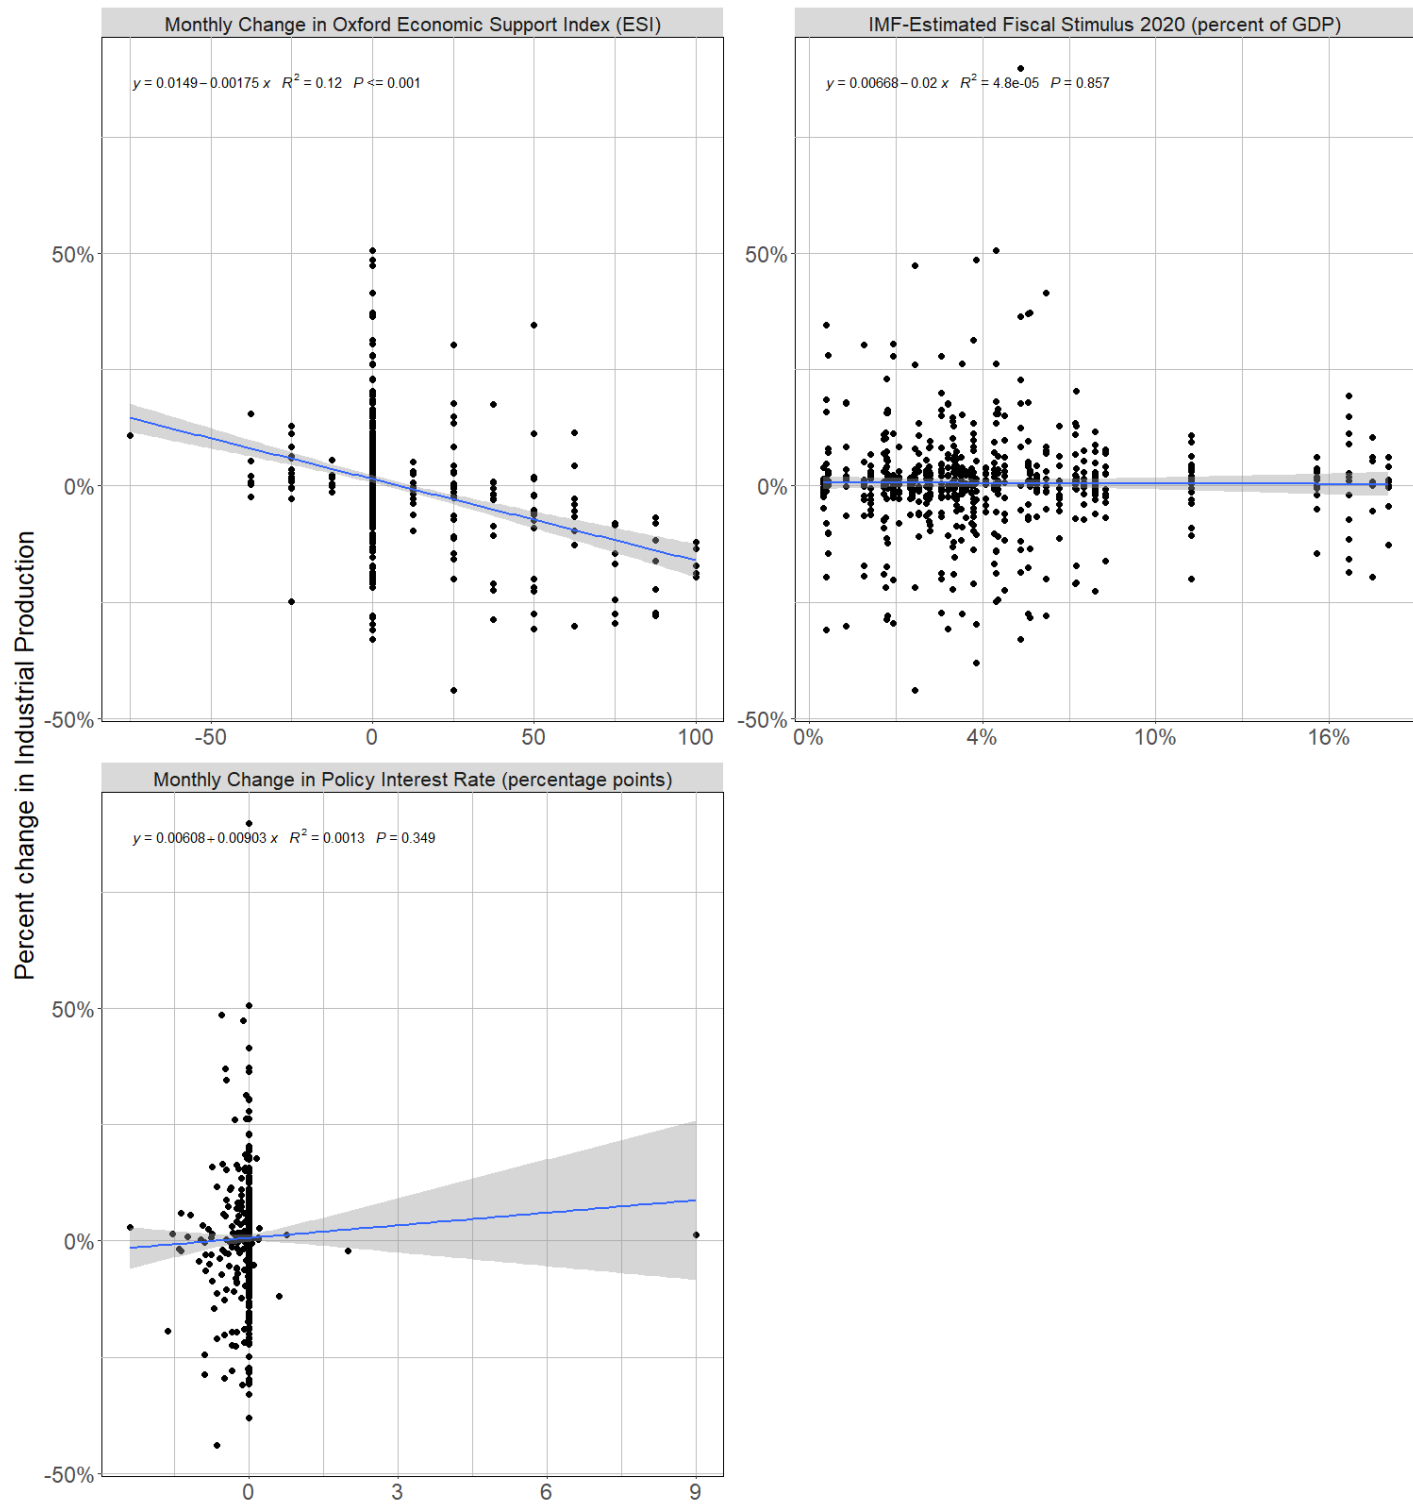 Monthly Change in Oxford Economic Support Index (ESI)
y = 0.0149 − 0.00175 x   R² = 0.12   P <= 0.001
50%
0%
-50%
-50 0 50 100
IMF-Estimated Fiscal Stimulus 2020 (percent of GDP)
y = 0.00668 − 0.02 x   R² = 4.8e-05   P = 0.857
50%
0%
-50%
0% 4% 10% 16%
Percent change in Industrial Production
Monthly Change in Policy Interest Rate (percentage points)
y = 0.00608 + 0.00903 x   R² = 0.0013   P = 0.349
50%
0%
-50%
0 3 6 9